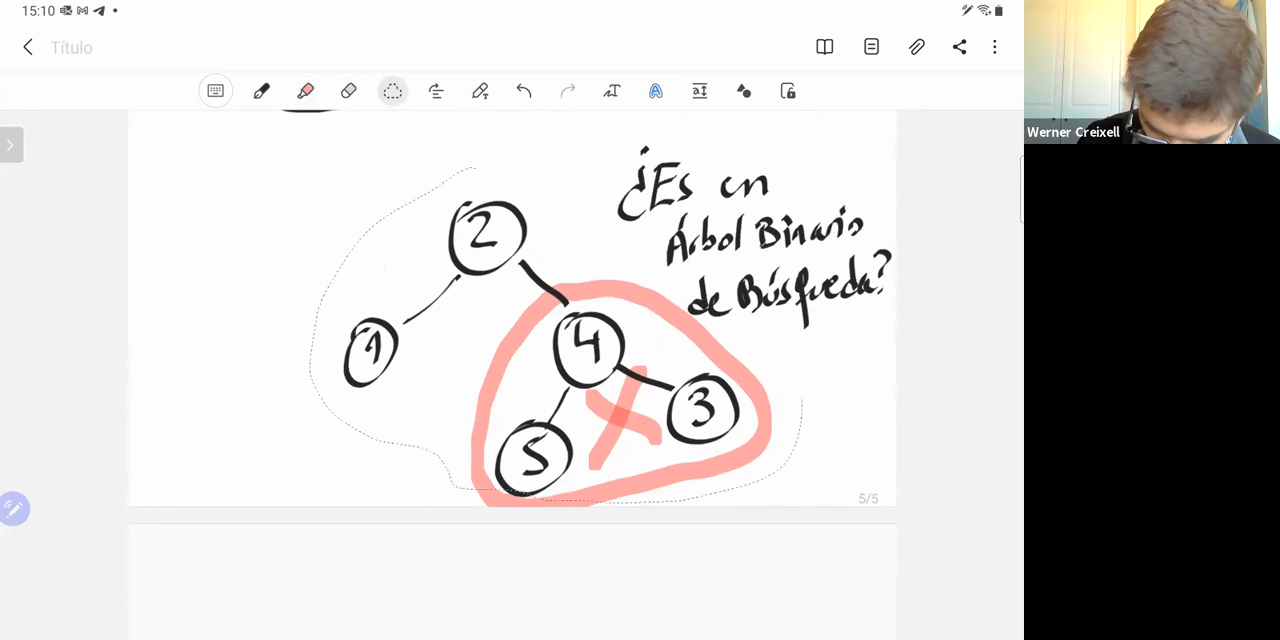 15:10
Título
Werner Creixell
¿Es un
Árbol Binario
de Búsqueda?
2
1
4
3
5
5/5